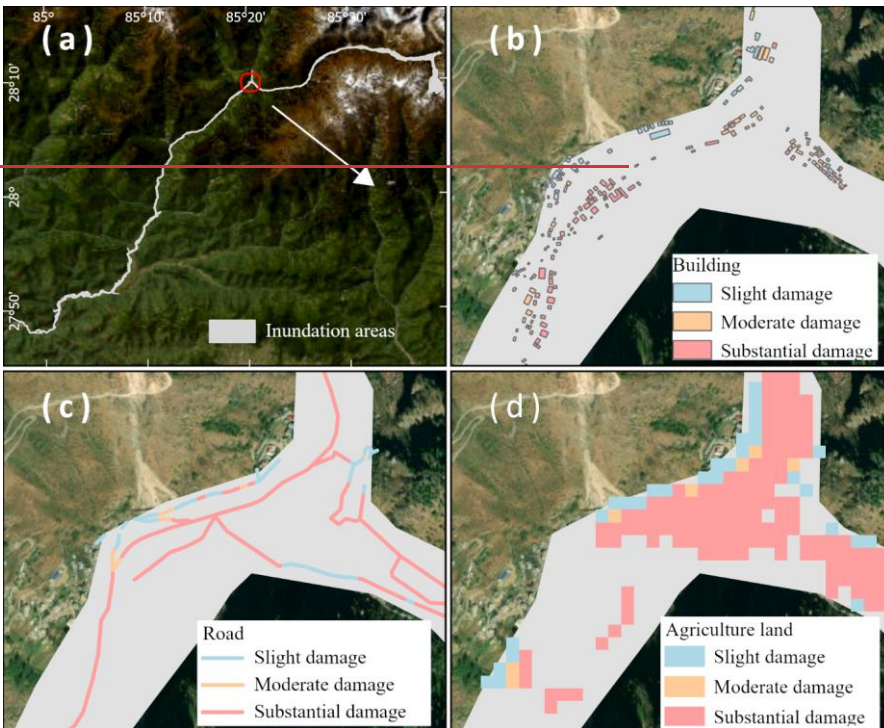 85°
85°10'
85°20'
85°30'
(a)
28°10'
28°
27°50'
Inundation areas
(b)
Building
Slight damage
Moderate damage
Substantial damage
(c)
Road
Slight damage
Moderate damage
Substantial damage
(d)
Agriculture land
Slight damage
Moderate damage
Substantial damage